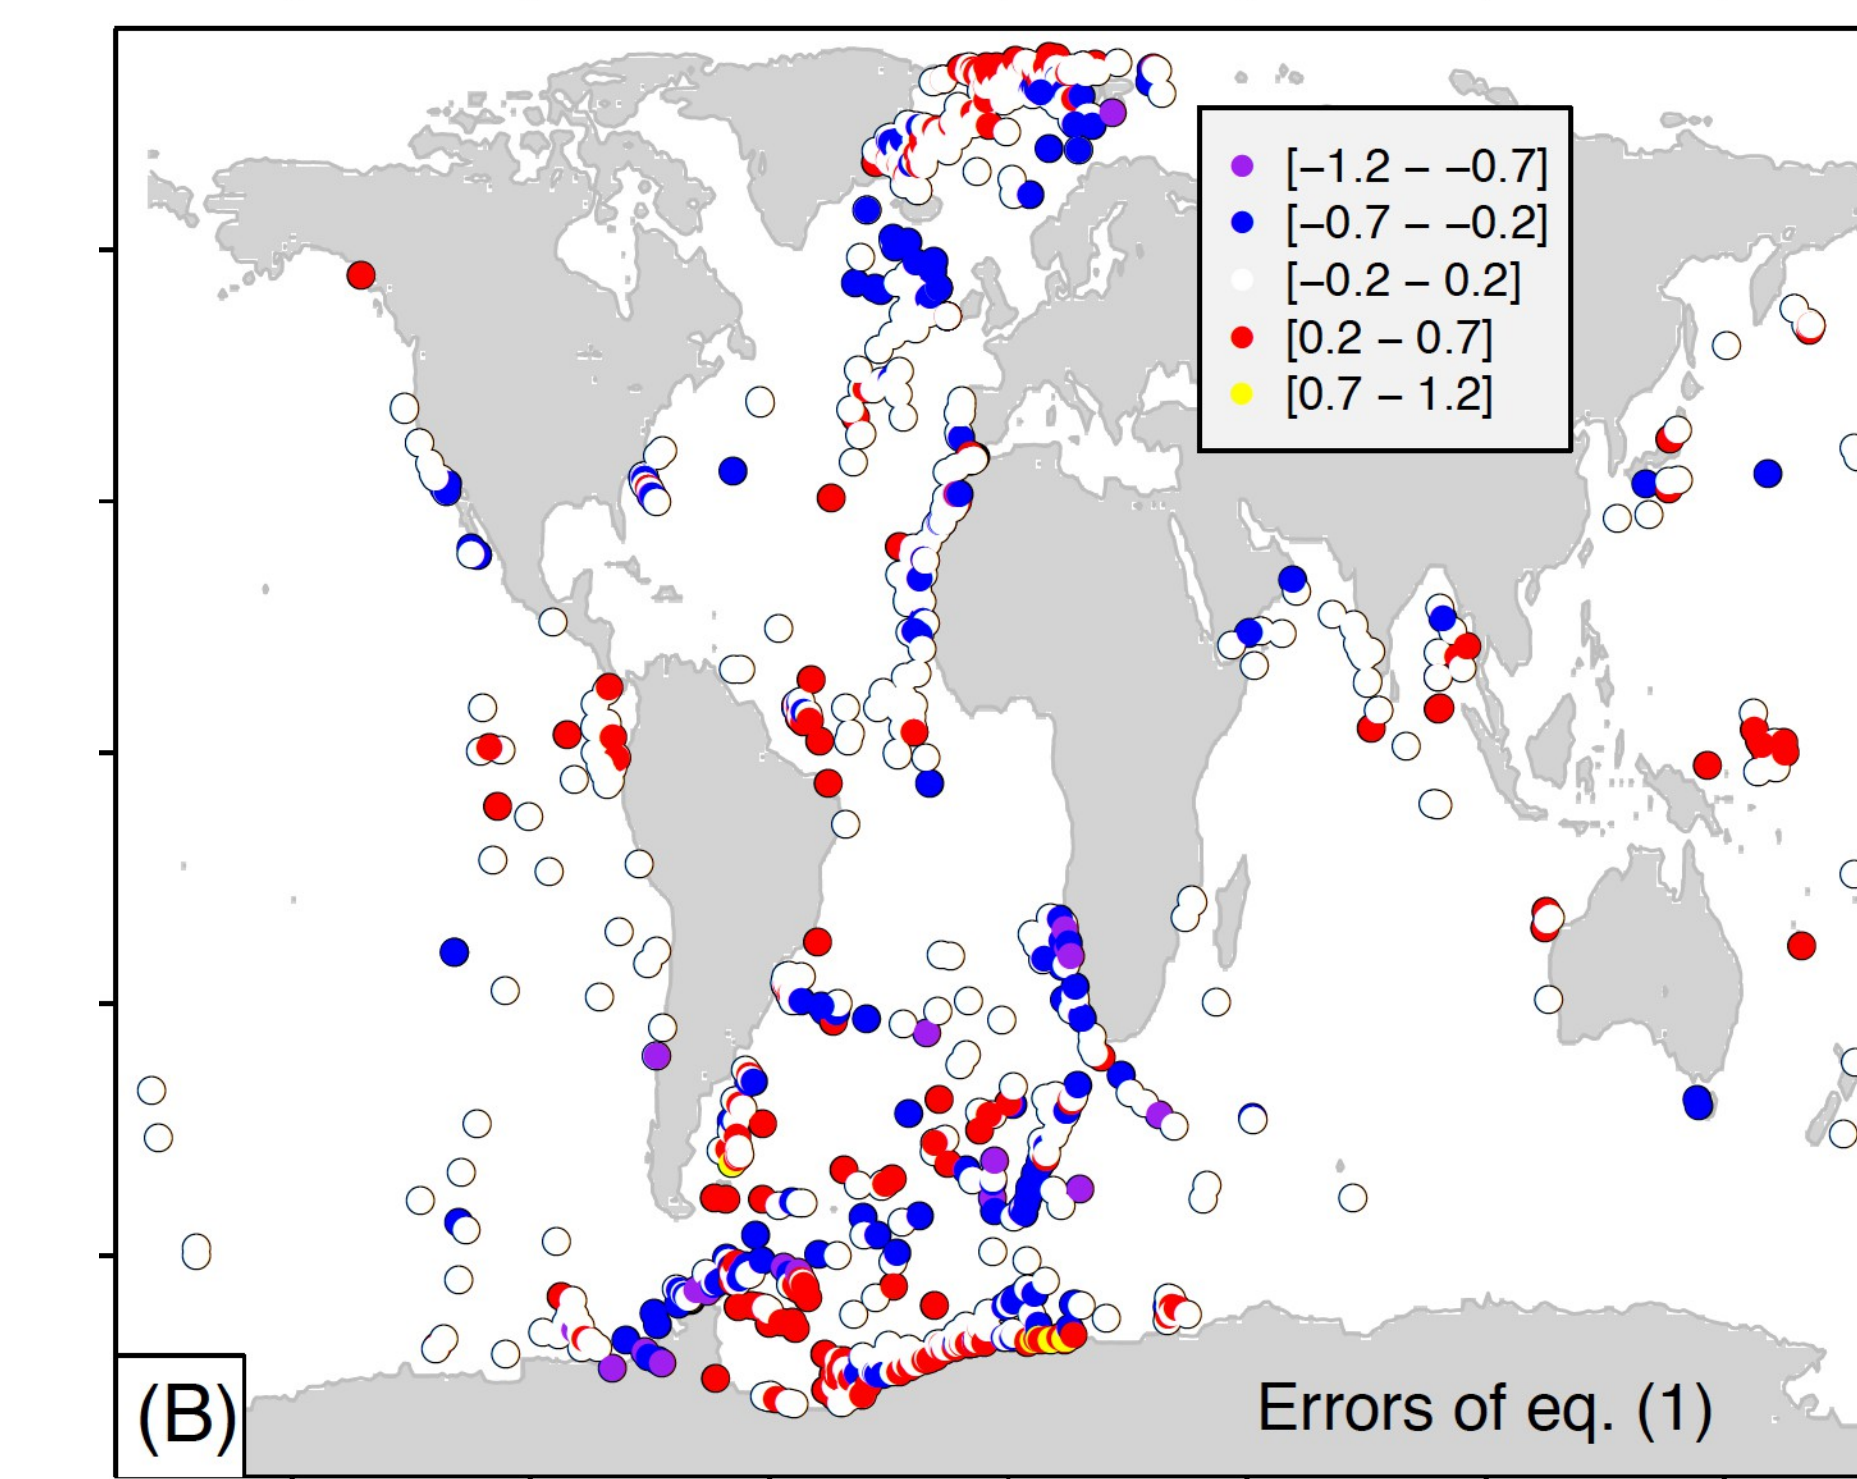 [−1.2 − −0.7]
[−0.7 − −0.2]
[−0.2 − 0.2]
[0.2 − 0.7]
[0.7 − 1.2]
(B)
Errors of eq. (1)